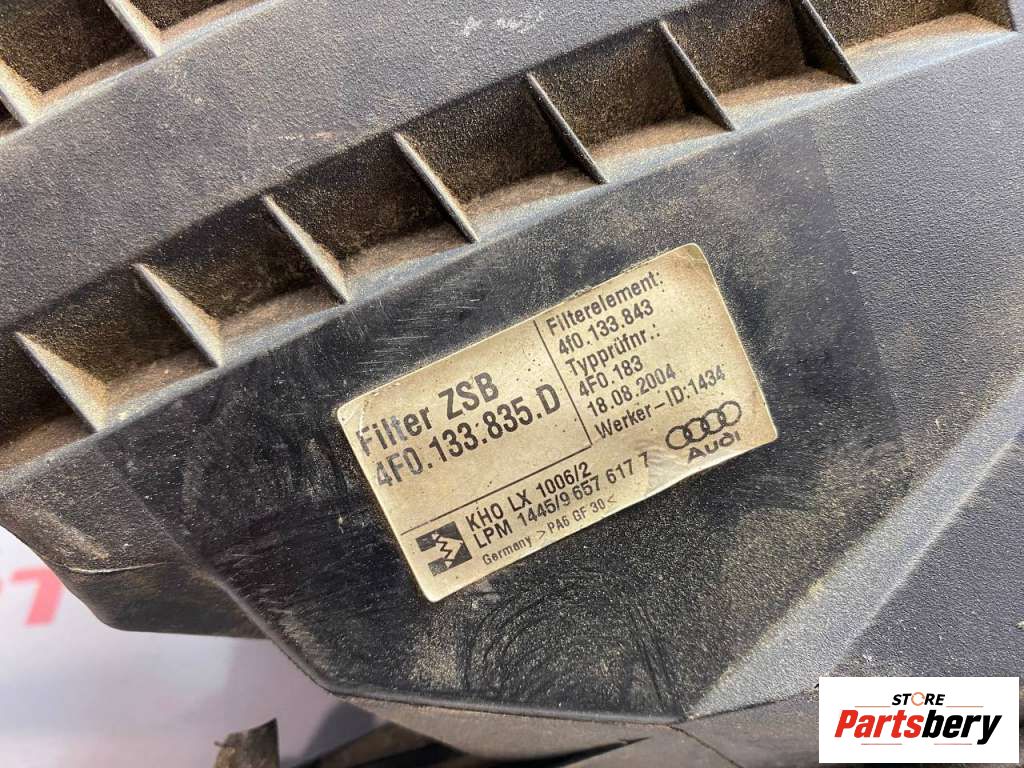 Filter ZSB
4F0.133.835.D
Filterelement:
4f0.133.843
Typprüfnr.:
4F0.183
18.08.2004
Werker-ID:1434
KHO LX 1006/2
LPM 1445/9 657 617 7
Germany >PA6 GF 30<
Audi
STORE
Partsbery